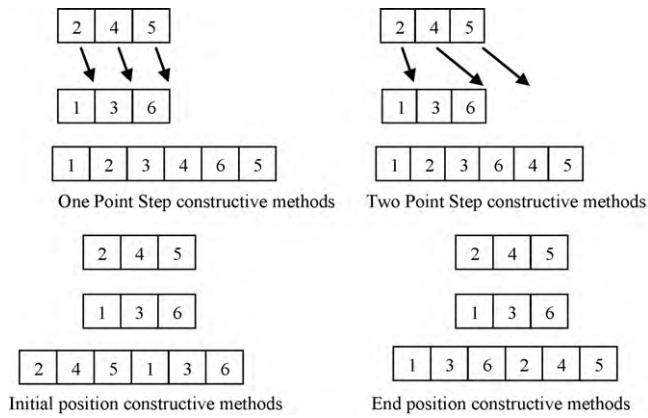 2 4 5
1 3 6
1 2 3 4 6 5
One Point Step constructive methods
2 4 5
1 3 6
1 2 3 6 4 5
Two Point Step constructive methods
2 4 5
1 3 6
2 4 5 1 3 6
Initial position constructive methods
2 4 5
1 3 6
1 3 6 2 4 5
End position constructive methods